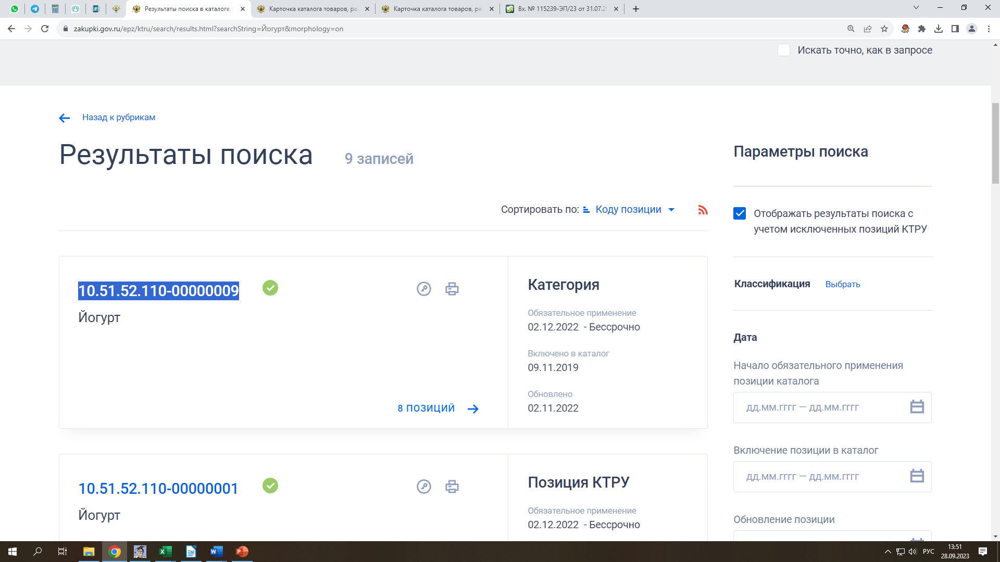 Результаты поиска в каталоге,
Карточка каталога товаров, ра
Карточка каталога товаров, ра
Вх. № 115239-ЭП/23 от 31.07.2
zakupki.gov.ru/epz/ktru/search/results.html?searchString=Йогурт&morphology=on
Искать точно, как в запросе
Назад к рубрикам
Результаты поиска
9 записей
Параметры поиска
Сортировать по: Коду позиции
Отображать результаты поиска с
учетом исключенных позиций КТРУ
10.51.52.110-00000009
Йогурт
8 ПОЗИЦИЙ
Категория
Обязательное применение
02.12.2022 - Бессрочно
Включено в каталог
09.11.2019
Обновлено
02.11.2022
Классификация
Выбрать
Дата
Начало обязательного применения
позиции каталога
дд.мм.гггг — дд.мм.гггг
Включение позиции в каталог
дд.мм.гггг — дд.мм.гггг
Обновление позиции
10.51.52.110-00000001
Йогурт
Позиция КТРУ
Обязательное применение
02.12.2022 - Бессрочно
РУС
13:51
28.09.2023